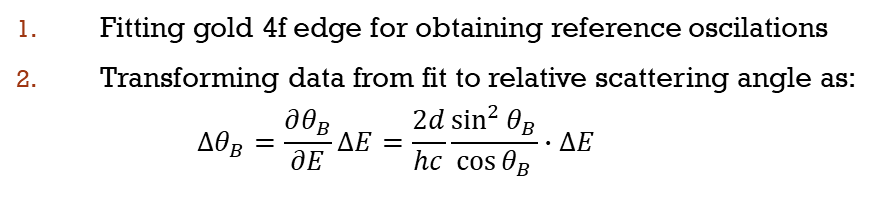 1. Fitting gold 4f edge for obtaining reference oscilations
2. Transforming data from fit to relative scattering angle as:
Δθ_B = ∂θ_B/∂E ΔE = 2d/hc sin² θ_B/cos θ_B · ΔE